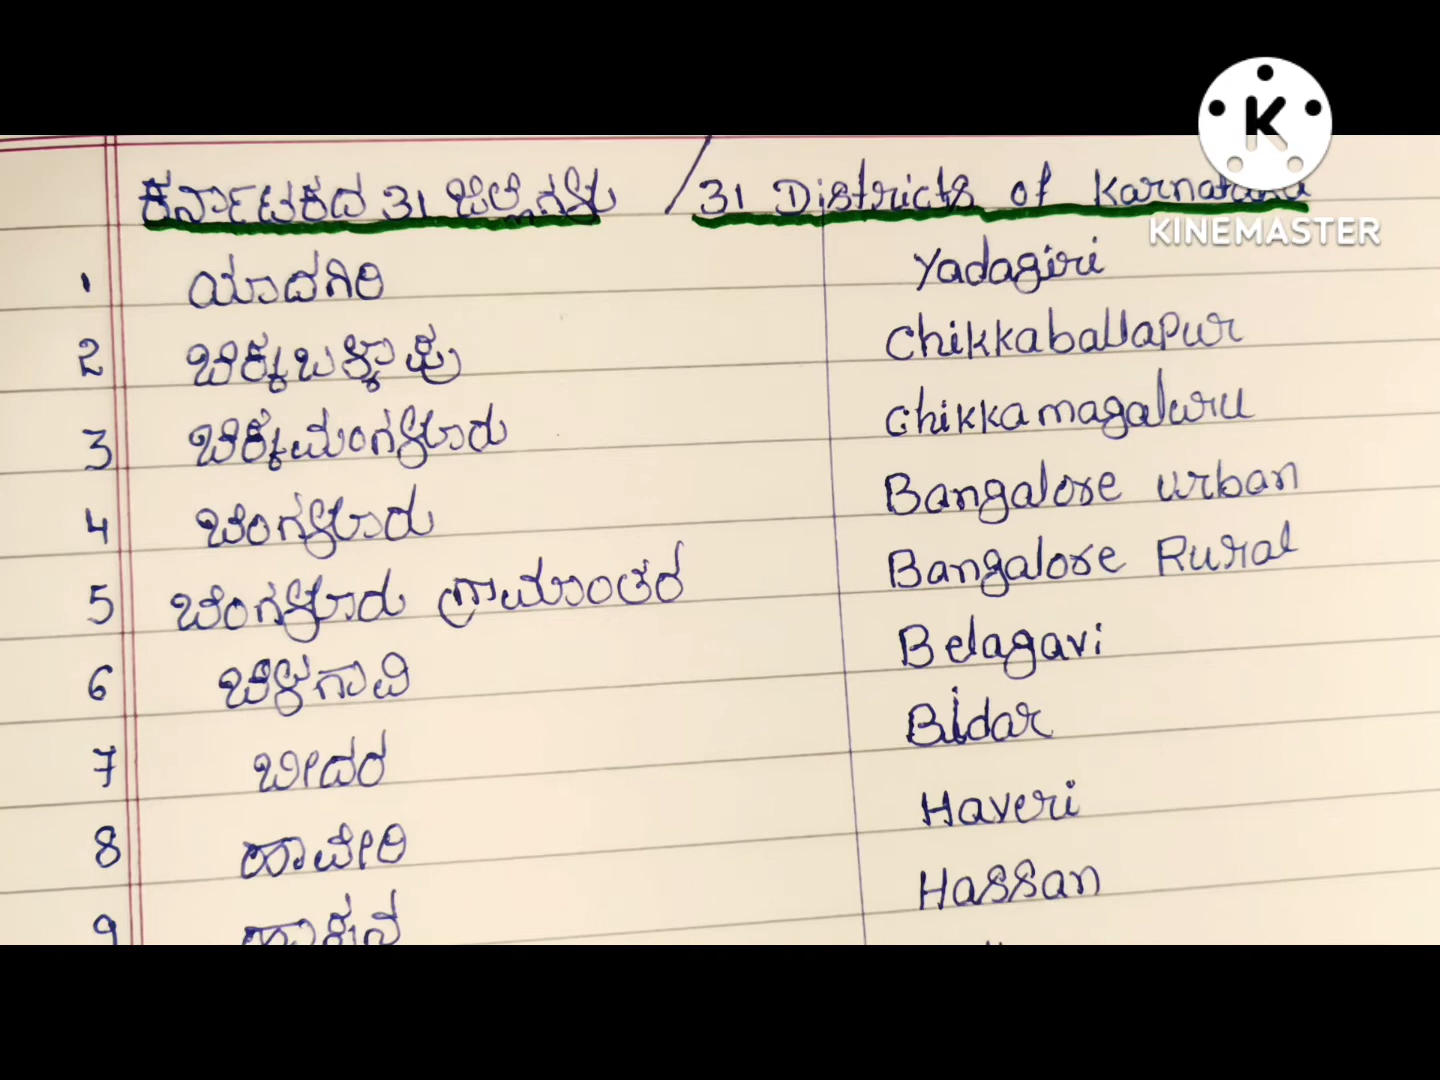 ಕರ್ನಾಟಕದ 31 ಜಿಲ್ಲೆಗಳು / 31 Districts of Karnataka
KINEMASTER
1 ಯಾದಗಿರಿ Yadagiri
2 ಚಿಕ್ಕಬಳ್ಳಾಪುರ Chikkaballapur
3 ಚಿಕ್ಕಮಂಗಳೂರು Chikkamagaluru
4 ಬೆಂಗಳೂರು Bangalore urban
5 ಬೆಂಗಳೂರು ಗ್ರಾಮಾಂತರ Bangalore Rural
6 ಬೆಳಗಾವಿ Belagavi
7 ಬೀದರ Bidar
8 ಹಾವೇರಿ Haveri
9 ಹಾಸನ Hassan